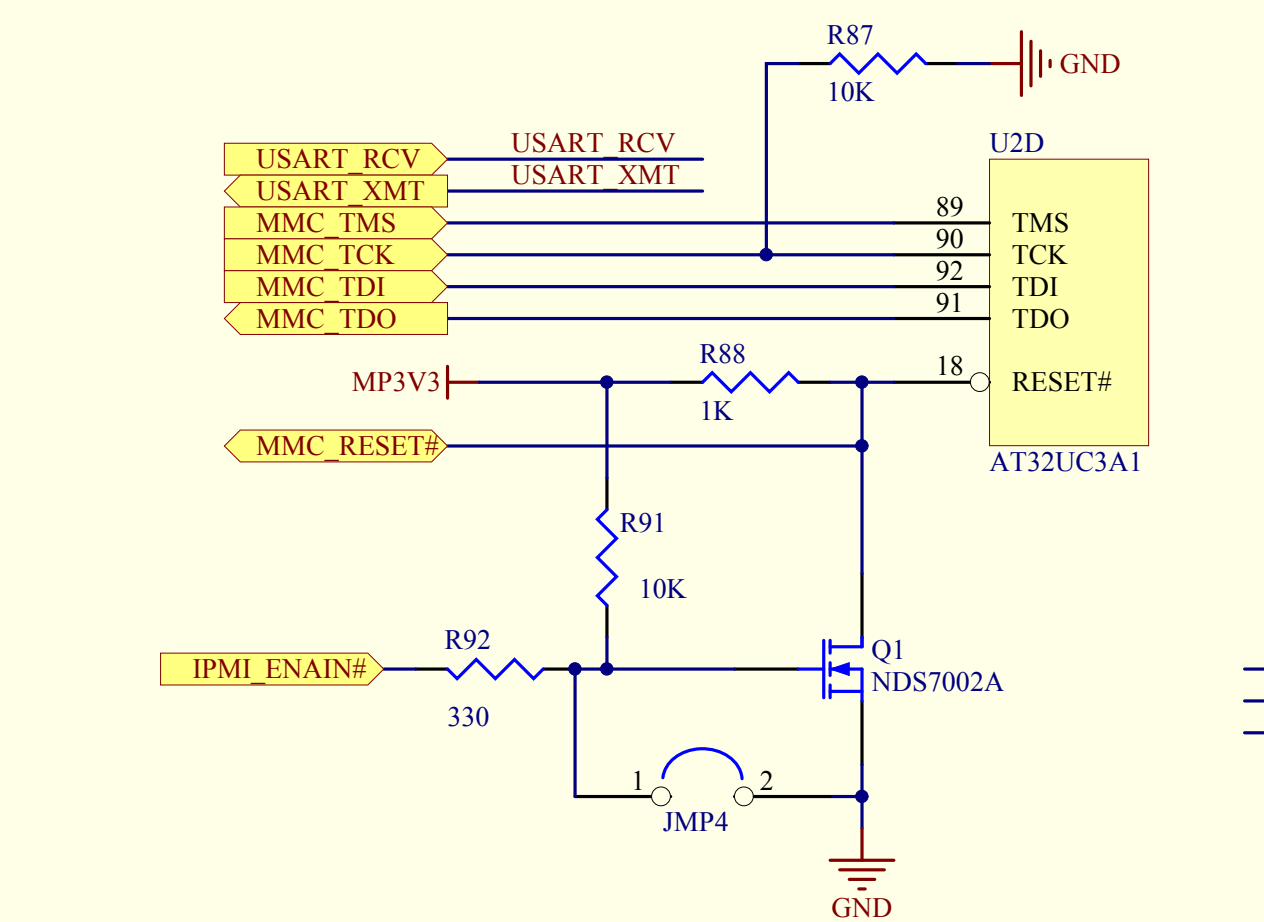 R87
10K
GND
U2D
USART_RCV
USART_RCV
USART_XMT
USART_XMT
MMC_TMS
89
TMS
MMC_TCK
90
TCK
MMC_TDI
92
TDI
MMC_TDO
91
TDO
MP3V3
R88
1K
18
RESET#
MMC_RESET#
AT32UC3A1
R91
10K
IPMI_ENAIN#
R92
330
Q1
NDS7002A
1
2
JMP4
GND